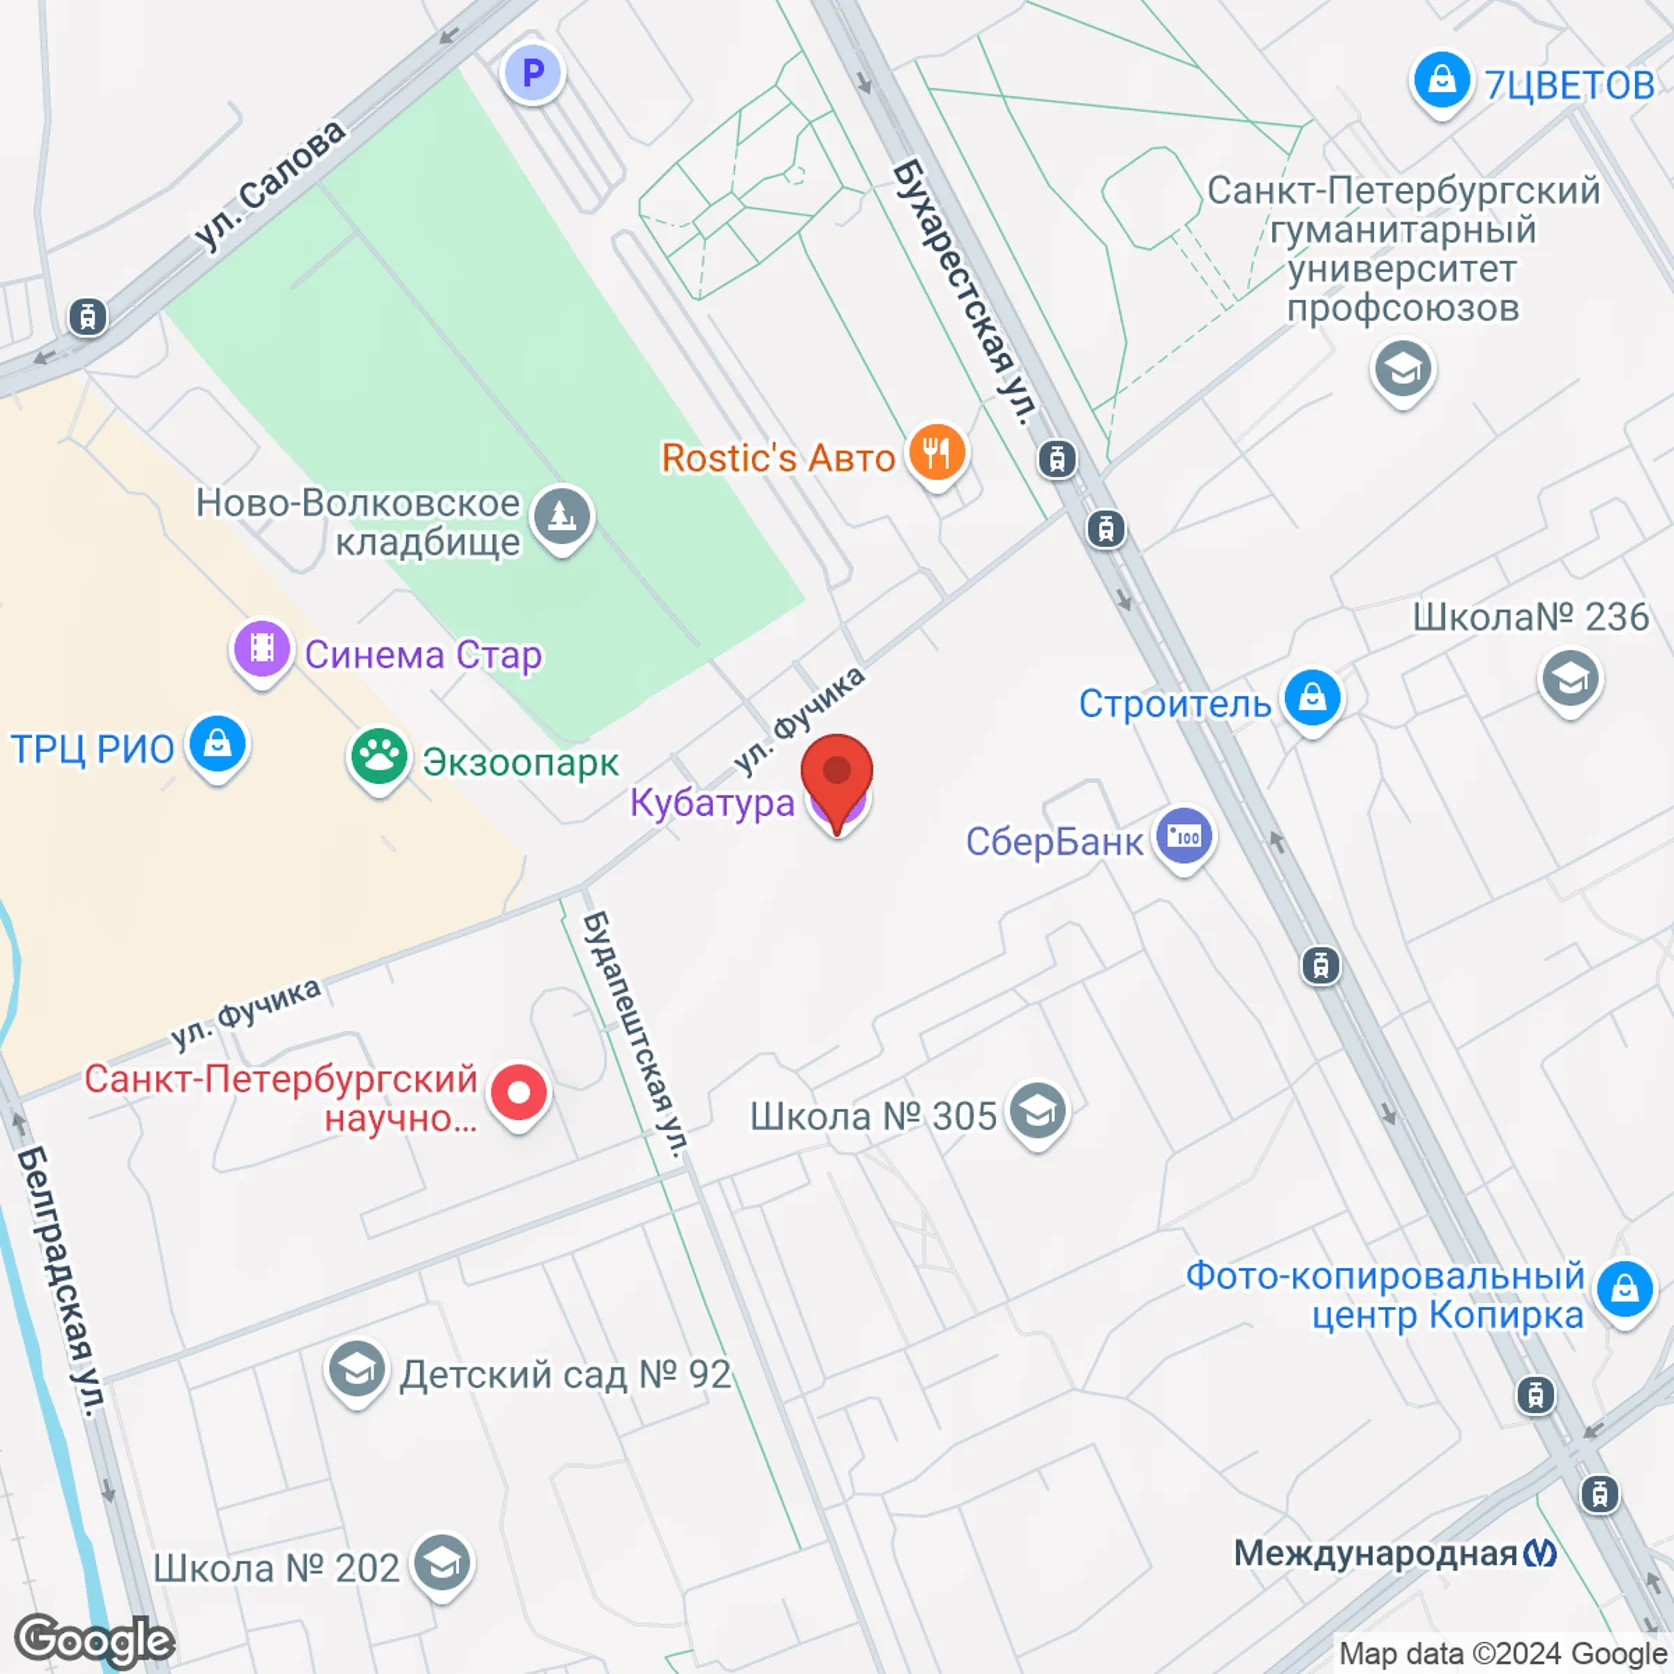 P
7ЦВЕТОВ
ул. Салова
Бухарестская ул.
Санкт-Петербургский
гуманитарный
университет
профсоюзов
Rostic's Авто
Ново-Волковское
кладбище
Школа№ 236
Синема Стар
Строитель
ТРЦ РИО
Экзоопарк
ул. Фучика
Кубатура
СберБанк
100
Будапештская ул.
ул. Фучика
Санкт-Петербургский
научно...
Школа № 305
Белградская ул.
Фото-копировальный
центр Копирка
Детский сад № 92
Международная
Школа № 202
Google
Map data ©2024 Google